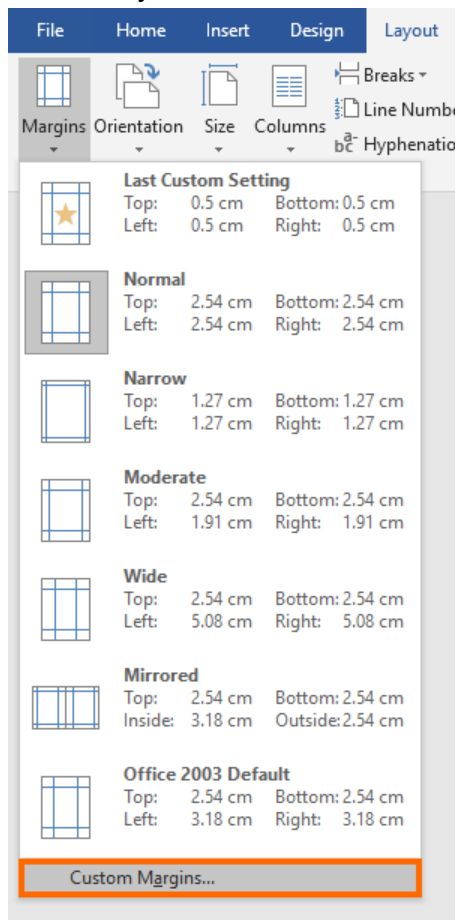 File Home Insert Design Layout
Breaks
Line Numbe
Hyphenatio
Margins Orientation Size Columns
Last Custom Setting
Top: 0.5 cm Bottom: 0.5 cm
Left: 0.5 cm Right: 0.5 cm
Normal
Top: 2.54 cm Bottom: 2.54 cm
Left: 2.54 cm Right: 2.54 cm
Narrow
Top: 1.27 cm Bottom: 1.27 cm
Left: 1.27 cm Right: 1.27 cm
Moderate
Top: 2.54 cm Bottom: 2.54 cm
Left: 1.91 cm Right: 1.91 cm
Wide
Top: 2.54 cm Bottom: 2.54 cm
Left: 5.08 cm Right: 5.08 cm
Mirrored
Top: 2.54 cm Bottom: 2.54 cm
Inside: 3.18 cm Outside: 2.54 cm
Office 2003 Default
Top: 2.54 cm Bottom: 2.54 cm
Left: 3.18 cm Right: 3.18 cm
Custom Margins...